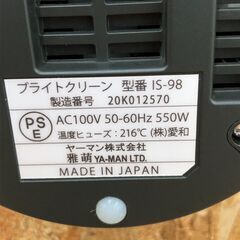 ブライトクリーン 型番 IS-98
製造番号 20K012570
PSE
AC100V 50-60Hz 550W
温度ヒューズ:216℃ (株)愛和
ヤーマン株式会社
雅萌 YA-MAN LTD.
MADE IN JAPAN